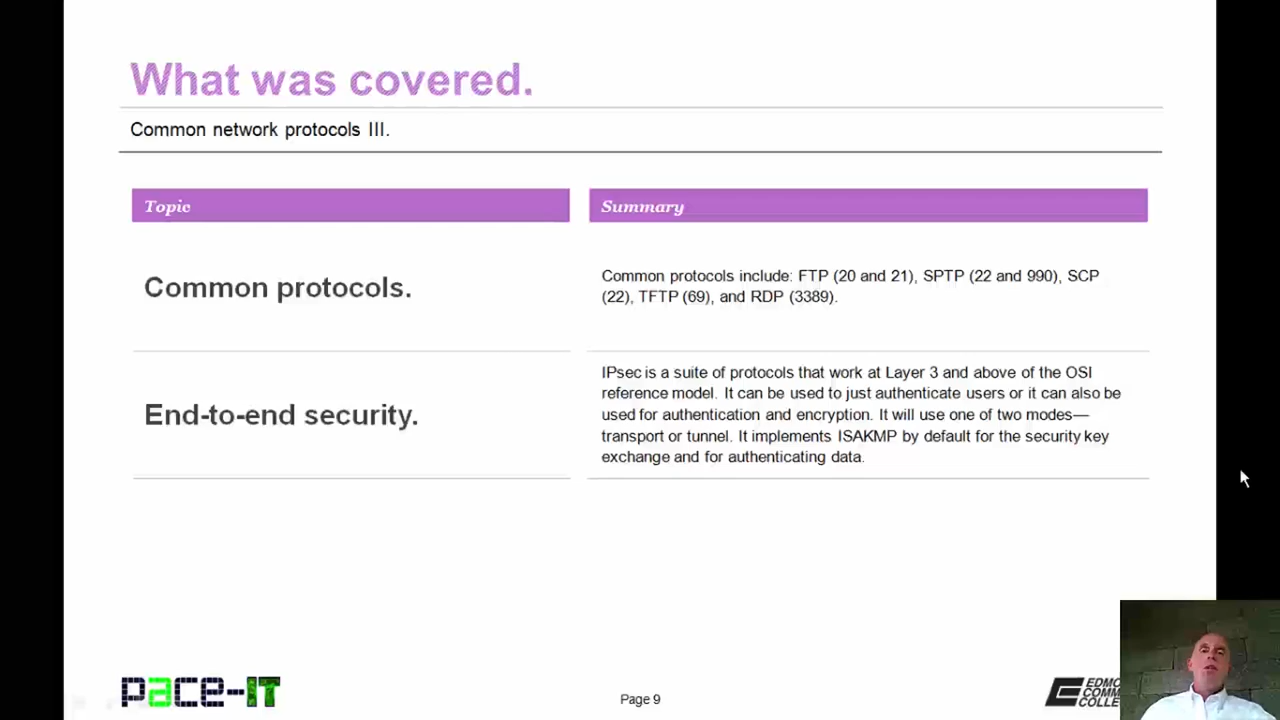 What was covered.
Common network protocols III.
Topic
Summary
Common protocols.
Common protocols include: FTP (20 and 21), SPTP (22 and 990), SCP
(22), TFTP (69), and RDP (3389).
End-to-end security.
IPsec is a suite of protocols that work at Layer 3 and above of the OSI
reference model. It can be used to just authenticate users or it can also be
used for authentication and encryption. It will use one of two modes—
transport or tunnel. It implements ISAKMP by default for the security key
exchange and for authenticating data.
pace-IT
Page 9